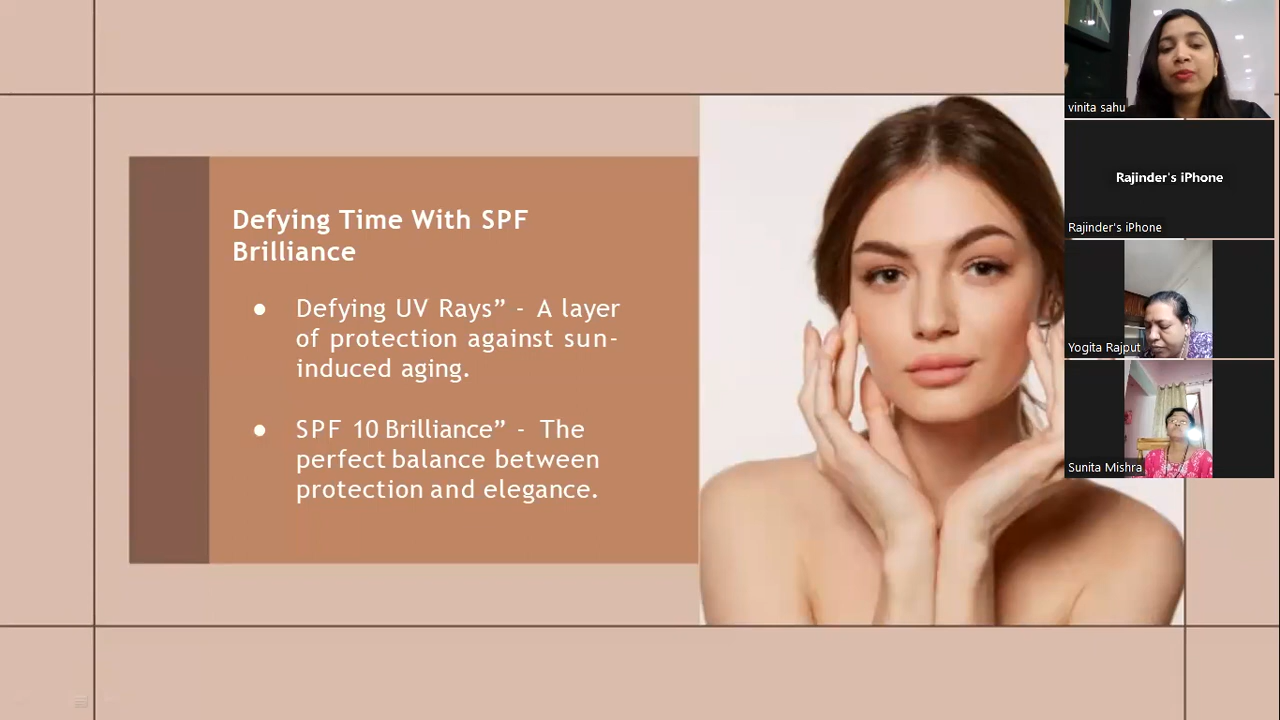 Defying Time With SPF
Brilliance
● Defying UV Rays” - A layer
of protection against sun-
induced aging.
● SPF 10 Brilliance” - The
perfect balance between
protection and elegance.
vinita sahu
Rajinder's iPhone
Rajinder's iPhone
Yogita Rajput
Sunita Mishra